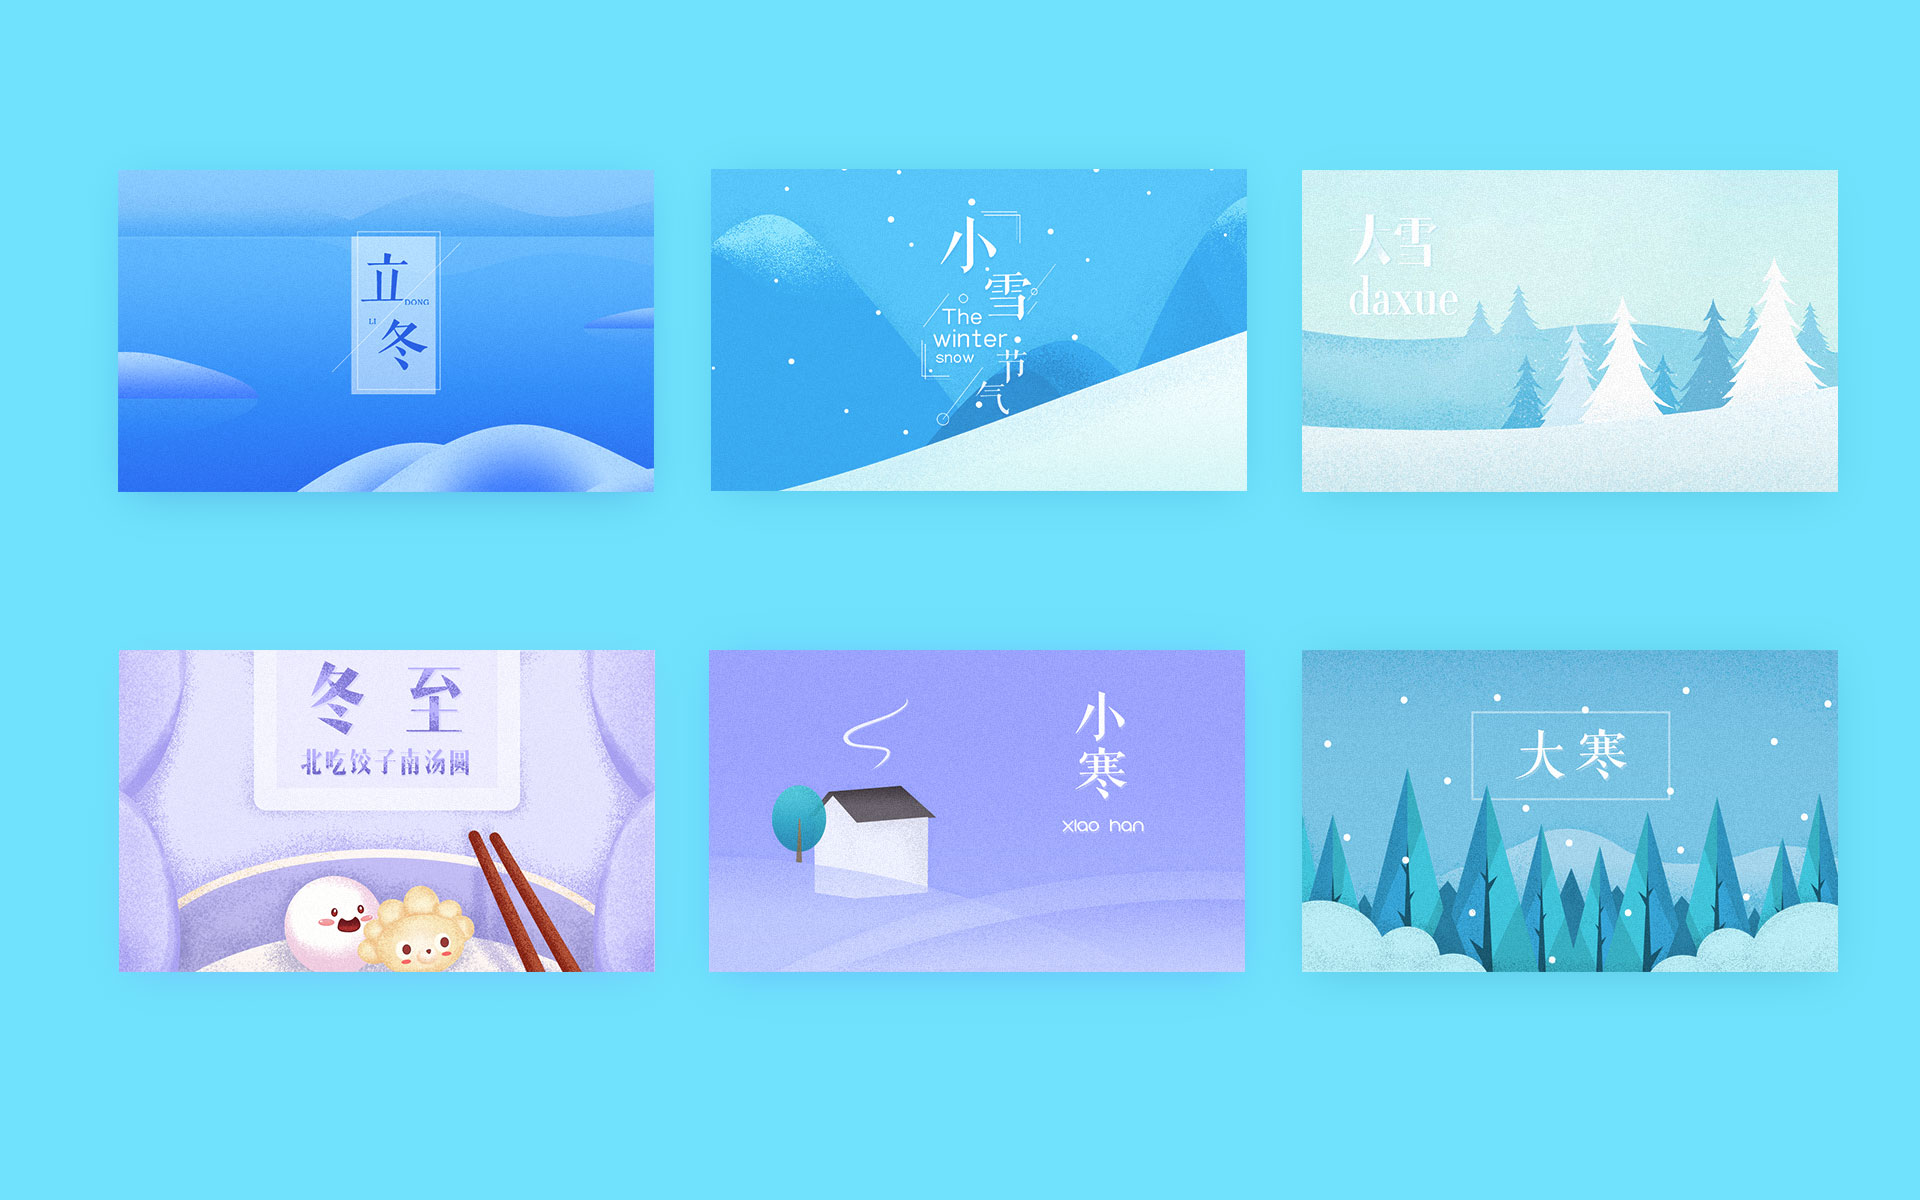 立
DONG
LI
冬
小
雪
The
winter
snow
节
气
大雪
daxue
冬 至
北吃饺子南汤圆
小
寒
xiao han
大 寒